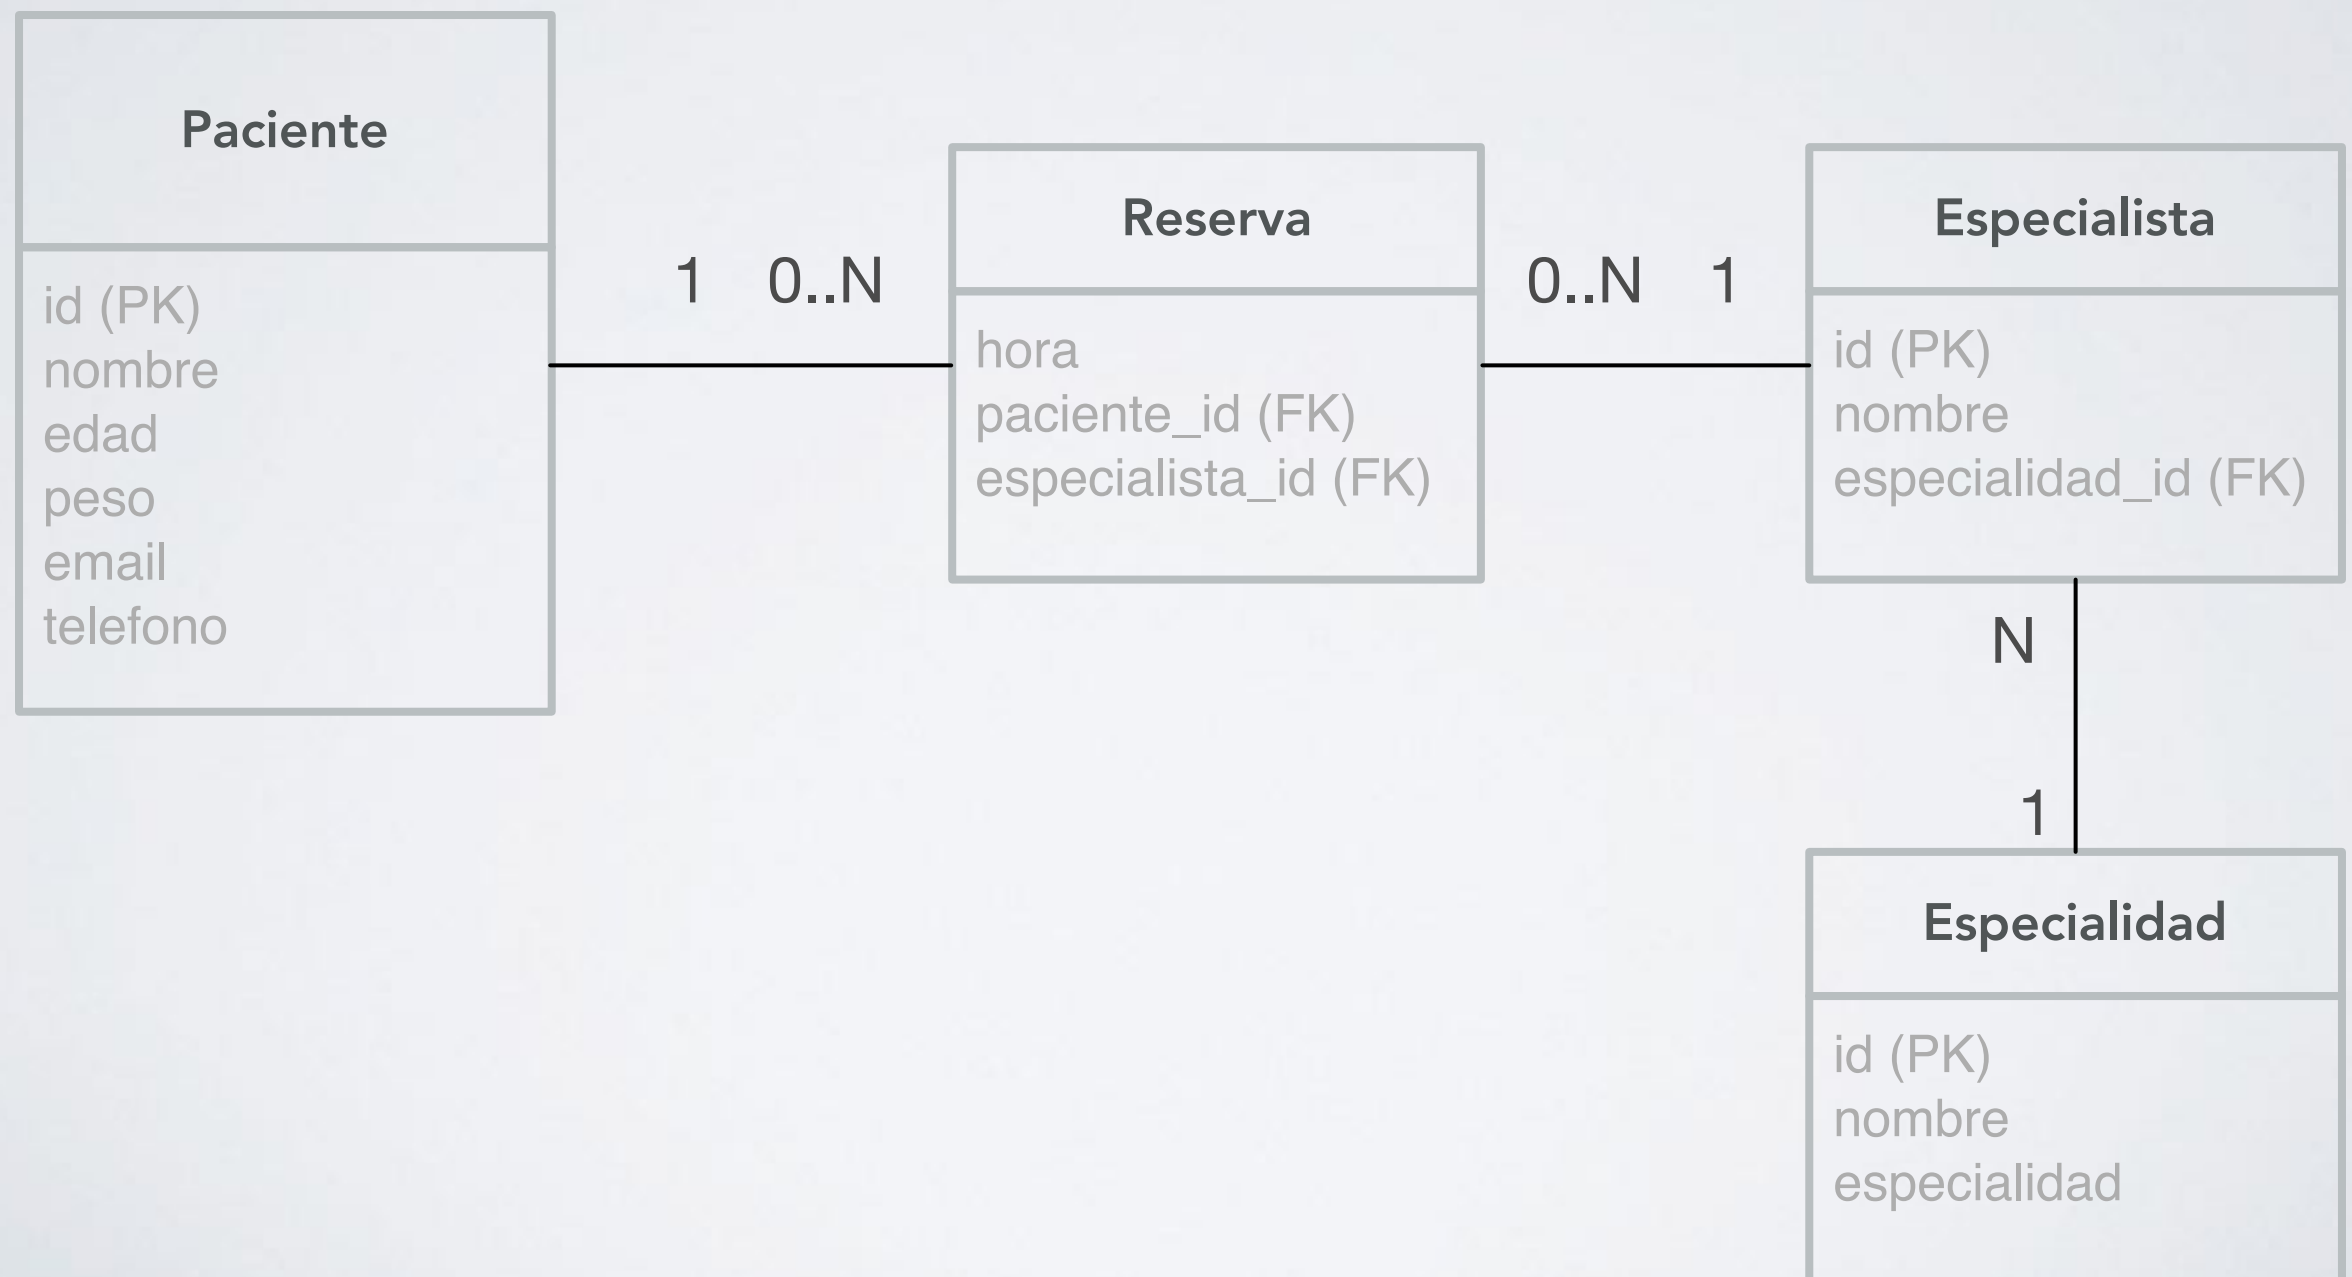 Paciente
id (PK)
nombre
edad
peso
email
telefono
1 0..N
Reserva
hora
paciente_id (FK)
especialista_id (FK)
0..N 1
Especialista
id (PK)
nombre
especialidad_id (FK)
N
1
Especialidad
id (PK)
nombre
especialidad